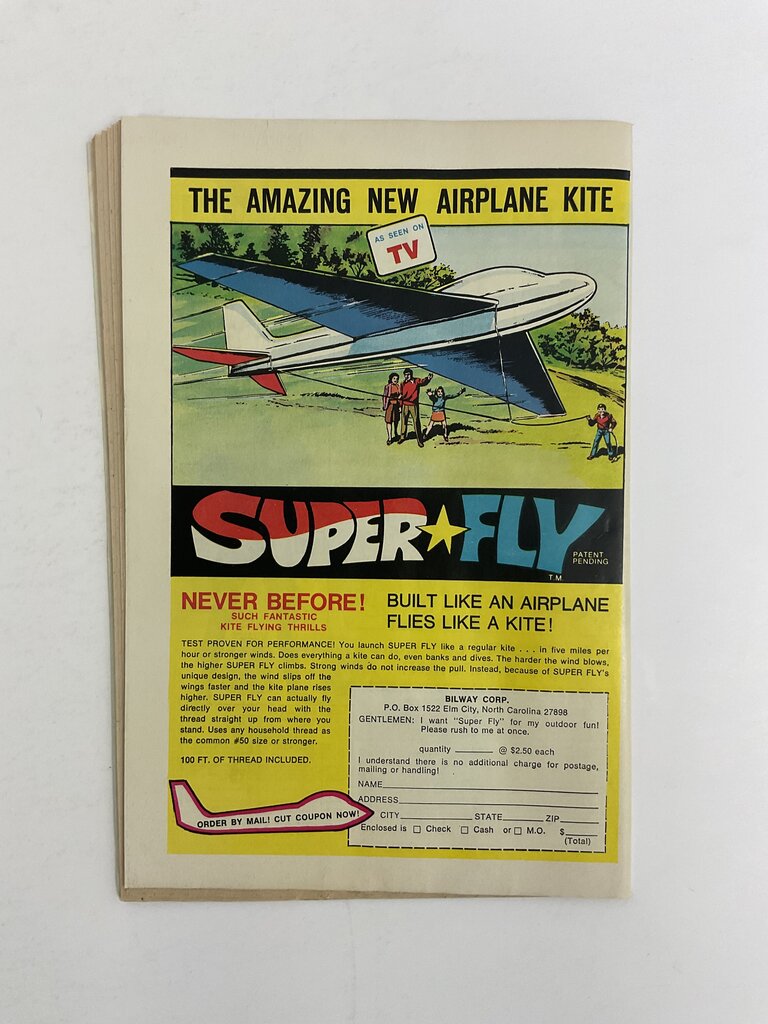 THE AMAZING NEW AIRPLANE KITE
AS SEEN ON
TV
SUPER★FLY
PATENT
PENDING
T.M.
NEVER BEFORE!
SUCH FANTASTIC
KITE FLYING THRILLS
BUILT LIKE AN AIRPLANE
FLIES LIKE A KITE!
TEST PROVEN FOR PERFORMANCE! You launch SUPER FLY like a regular kite . . . in five miles per
hour or stronger winds. Does everything a kite can do, even banks and dives. The harder the wind blows,
the higher SUPER FLY climbs. Strong winds do not increase the pull. Instead, because of SUPER FLY's
unique design, the wind slips off the
wings faster and the kite plane rises
higher. SUPER FLY can actually fly
directly over your head with the
thread straight up from where you
stand. Uses any household thread as
the common #50 size or stronger.
100 FT. OF THREAD INCLUDED.
ORDER BY MAIL! CUT COUPON NOW!
BILWAY CORP.
P.O. Box 1522 Elm City, North Carolina 27898
GENTLEMEN: I want "Super Fly" for my outdoor fun!
Please rush to me at once.
quantity ______ @ $2.50 each
I understand there is no additional charge for postage,
mailing or handling!
NAME______
ADDRESS______
CITY______ STATE______ ZIP______
Enclosed is □ Check □ Cash or □ M.O. $______
(Total)